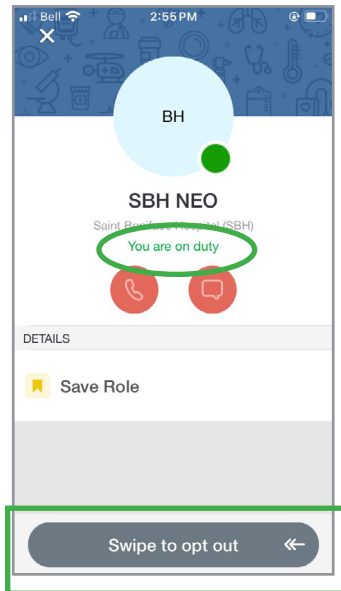 Bell 2:55 PM
BH
SBH NEO
Saint Boniface Hospital (SBH)
You are on duty
DETAILS
Save Role
Swipe to opt out